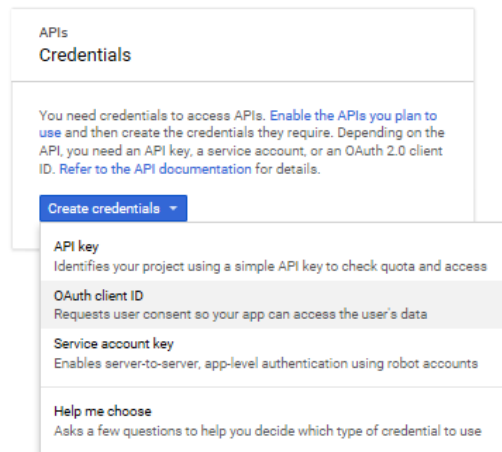 APIs
Credentials
You need credentials to access APIs. Enable the APIs you plan to
use and then create the credentials they require. Depending on the
API, you need an API key, a service account, or an OAuth 2.0 client
ID. Refer to the API documentation for details.
Create credentials
API key
Identifies your project using a simple API key to check quota and access
OAuth client ID
Requests user consent so your app can access the user's data
Service account key
Enables server-to-server, app-level authentication using robot accounts
Help me choose
Asks a few questions to help you decide which type of credential to use